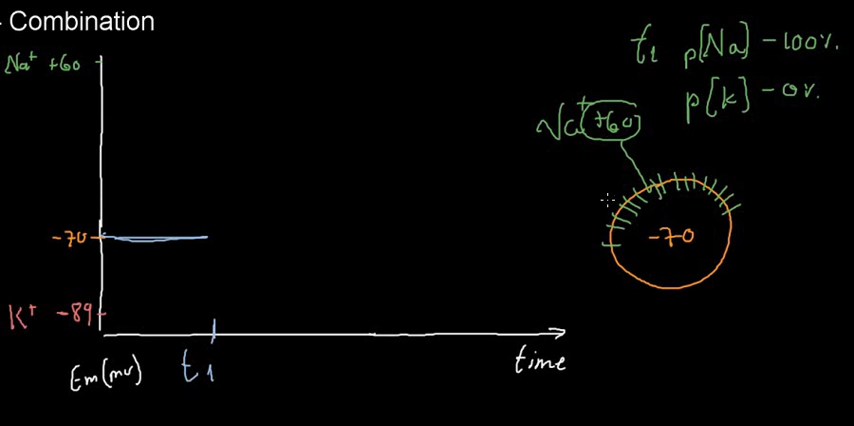 - Combination
Na+ +60
-70
K+ -89
Em(mv)
t1
time
t1 p[Na] - 100%.
p[K] - 0%.
Na+ +60
-70